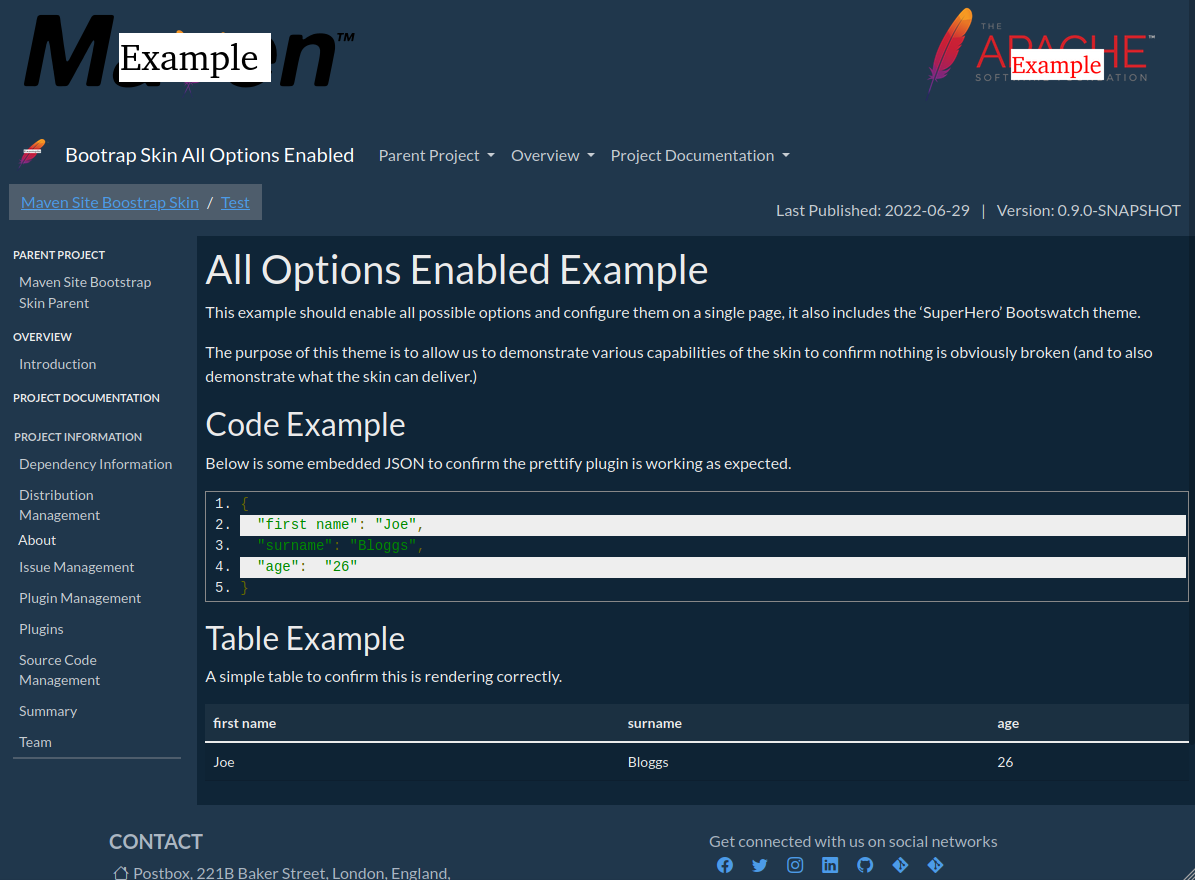 Example
THE
Example
Bootrap Skin All Options Enabled Parent Project Overview Project Documentation
Maven Site Boostrap Skin / Test
Last Published: 2022-06-29 | Version: 0.9.0-SNAPSHOT
PARENT PROJECT
Maven Site Bootstrap
Skin Parent
OVERVIEW
Introduction
PROJECT DOCUMENTATION
PROJECT INFORMATION
Dependency Information
Distribution
Management
About
Issue Management
Plugin Management
Plugins
Source Code
Management
Summary
Team
All Options Enabled Example
This example should enable all possible options and configure them on a single page, it also includes the ‘SuperHero’ Bootswatch theme.
The purpose of this theme is to allow us to demonstrate various capabilities of the skin to confirm nothing is obviously broken (and to also
demonstrate what the skin can deliver.)
Code Example
Below is some embedded JSON to confirm the prettify plugin is working as expected.
1. {
2. "first name": "Joe",
3. "surname": "Bloggs",
4. "age":  "26"
5. }
Table Example
A simple table to confirm this is rendering correctly.
first name surname age
Joe Bloggs 26
CONTACT
Postbox, 221B Baker Street, London, England,
Get connected with us on social networks